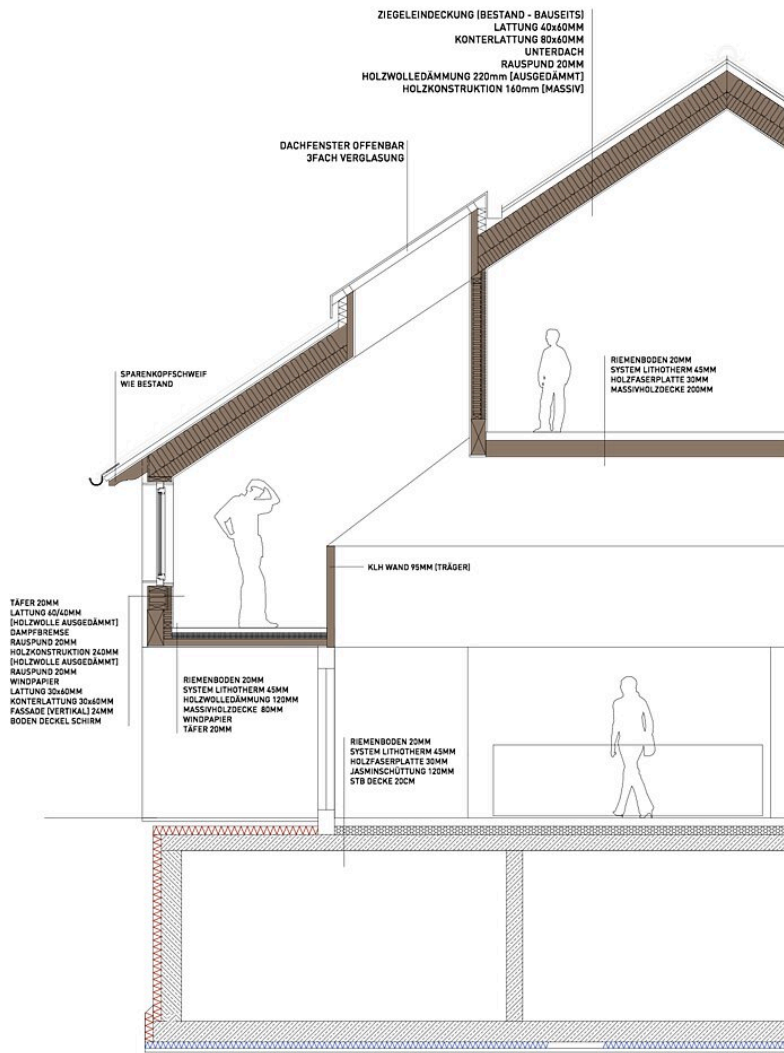 ZIEGELEINDECKUNG (BESTAND - BAUSEITS)
LATTUNG 40x60MM
KONTERLATTUNG 80x60MM
UNTERDACH
RAUSPUND 20MM
HOLZWOLLEDÄMMUNG 220mm [AUSGEDÄMMT]
HOLZKONSTRUKTION 160mm [MASSIV]
DACHFENSTER OFFENBAR
3FACH VERGLASUNG
SPARENKOPFSCHWEIF
WIE BESTAND
RIEMENBODEN 20MM
SYSTEM LITHOTHERM 45MM
HOLZFASERPLATTE 30MM
MASSIVHOLZDECKE 200MM
KLH WAND 95MM (TRÄGER)
TÄFER 20MM
LATTUNG 60/40MM
[HOLZWOLLE AUSGEDÄMMT]
DAMPFBREMSE
RAUSPUND 20MM
HOLZKONSTRUKTION 240MM
[HOLZWOLLE AUSGEDÄMMT]
RAUSPUND 20MM
WINDPAPIER
LATTUNG 30x60MM
KONTERLATTUNG 30x60MM
FASSADE (VERTIKAL) 24MM
BODEN DECKEL SCHIRM
RIEMENBODEN 20MM
SYSTEM LITHOTHERM 45MM
HOLZWOLLEDÄMMUNG 120MM
MASSIVHOLZDECKE 80MM
WINDPAPIER
TÄFER 20MM
RIEMENBODEN 20MM
SYSTEM LITHOTHERM 45MM
HOLZFASERPLATTE 30MM
JASMINSCHÜTTUNG 120MM
STB DECKE 20CM